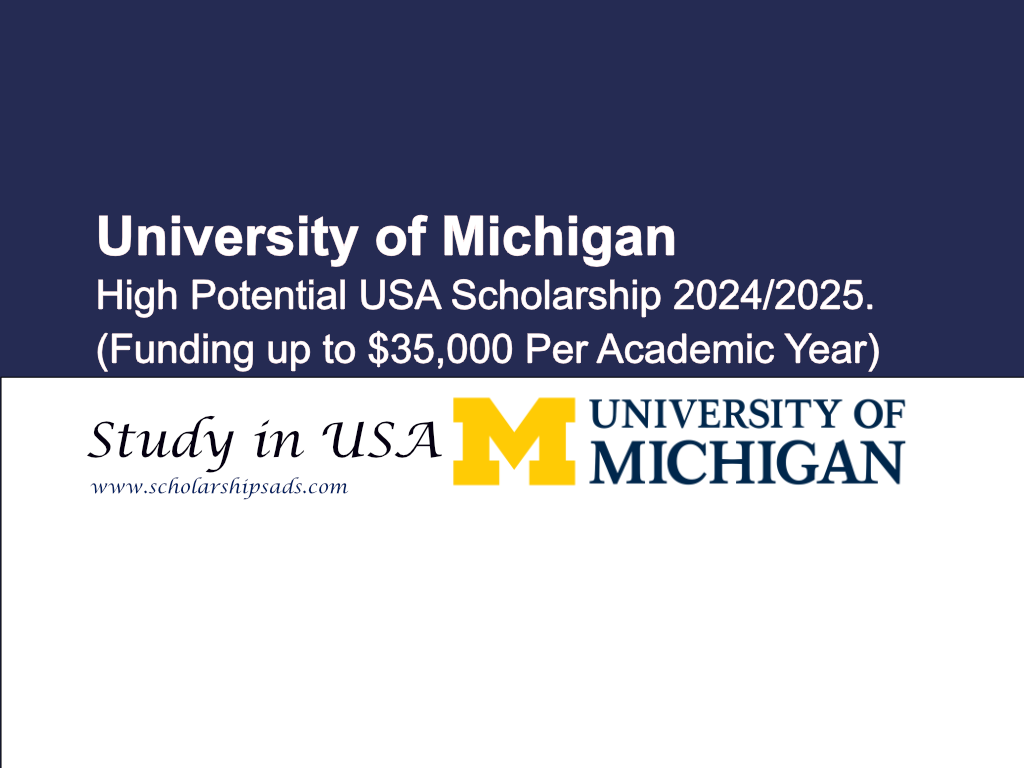 University of Michigan
High Potential USA Scholarship 2024/2025.
(Funding up to $35,000 Per Academic Year)
Study in USA
www.scholarshipsads.com
M
UNIVERSITY OF
MICHIGAN